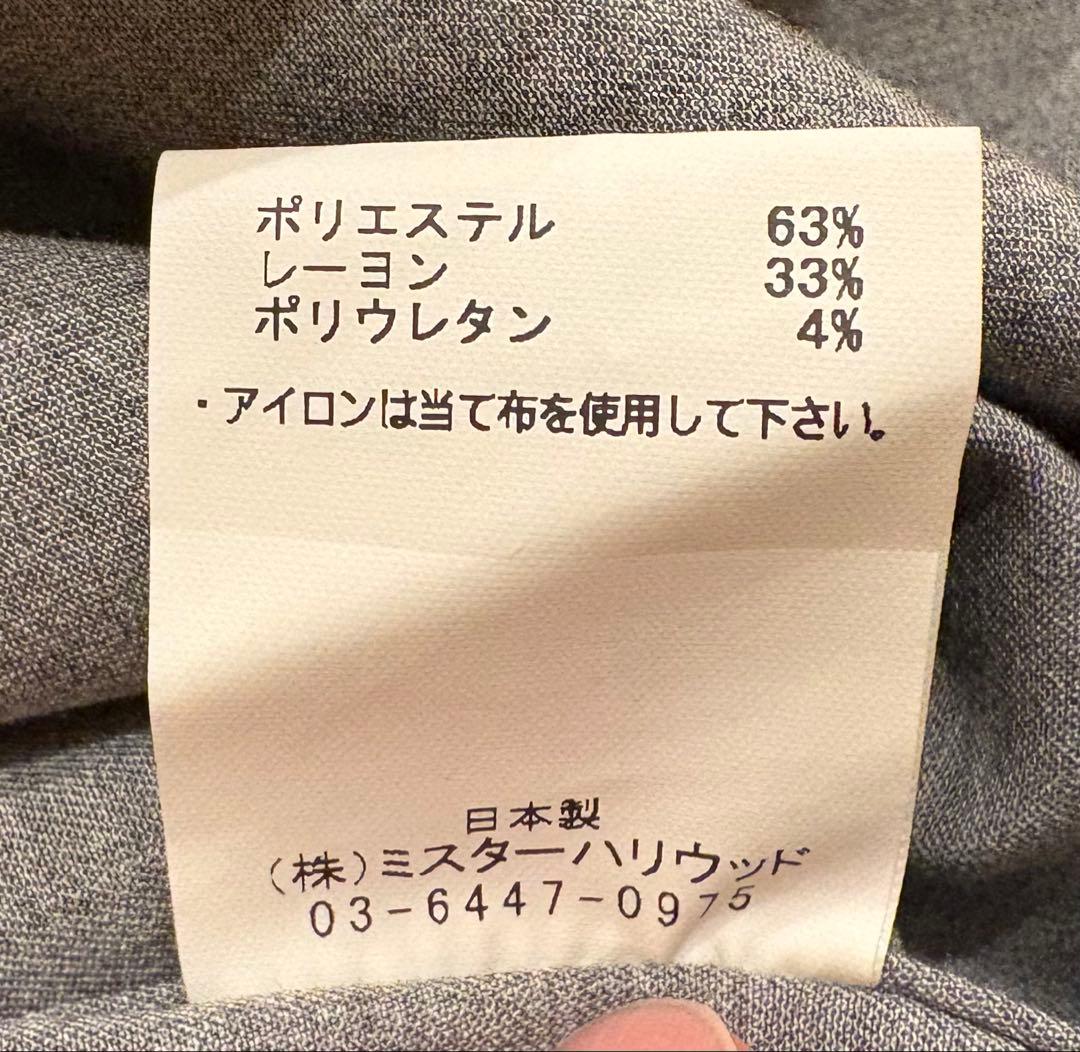 ポリエステル 63%
レーヨン 33%
ポリウレタン 4%
・アイロンは当て布を使用して下さい。
日本製
(株)ミスターハリウッド
03-6447-0975